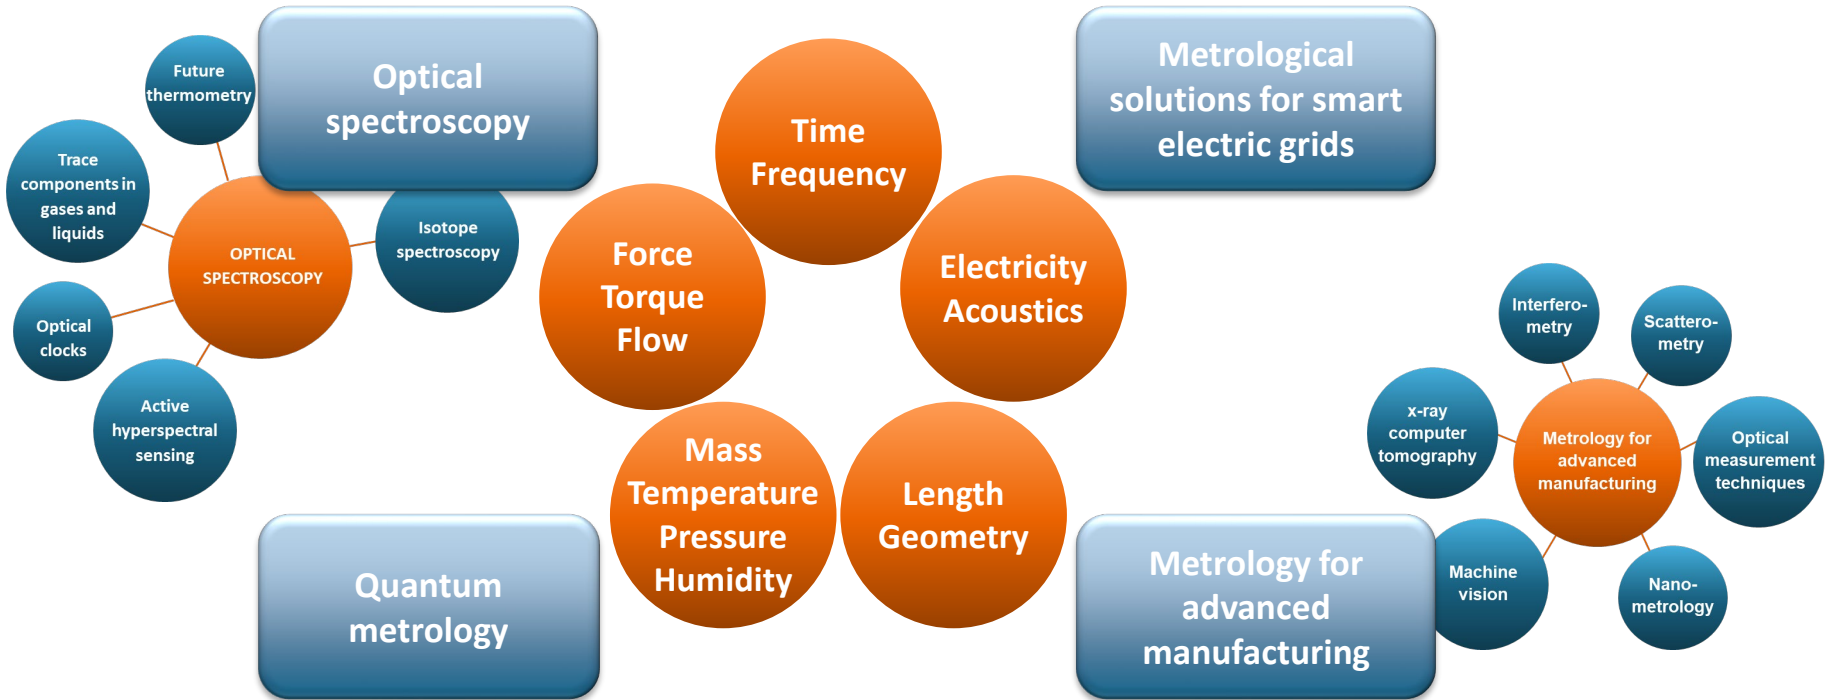 Optical
spectroscopy
Metrological
solutions for smart
electric grids
Future
thermometry
Trace
components in
gases and
liquids
OPTICAL
SPECTROSCOPY
Isotope
spectroscopy
Optical
clocks
Active
hyperspectral
sensing
Time
Frequency
Force
Torque
Flow
Electricity
Acoustics
Mass
Temperature
Pressure
Humidity
Length
Geometry
Interfero-
metry
Scattero-
metry
x-ray
computer
tomography
Metrology for
advanced
manufacturing
Optical
measurement
techniques
Machine
vision
Nano-
metrology
Quantum
metrology
Metrology for
advanced
manufacturing